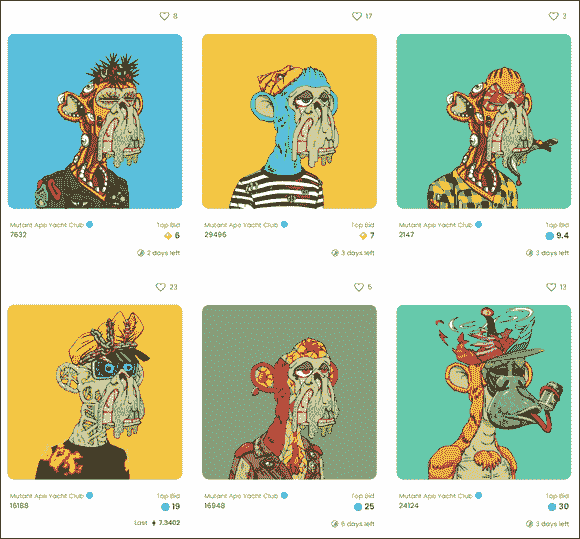 8
17
3
Mutant Ape Yacht Club Top Bid
7632 6
2 days left
Mutant Ape Yacht Club Top Bid
29496 7
3 days left
Mutant Ape Yacht Club Top Bid
2147 9.4
3 days left
23
5
13
Mutant Ape Yacht Club Top Bid
16188 19
Last 7.3402
Mutant Ape Yacht Club Top Bid
16948 25
6 days left
Mutant Ape Yacht Club Top Bid
24124 30
3 days left